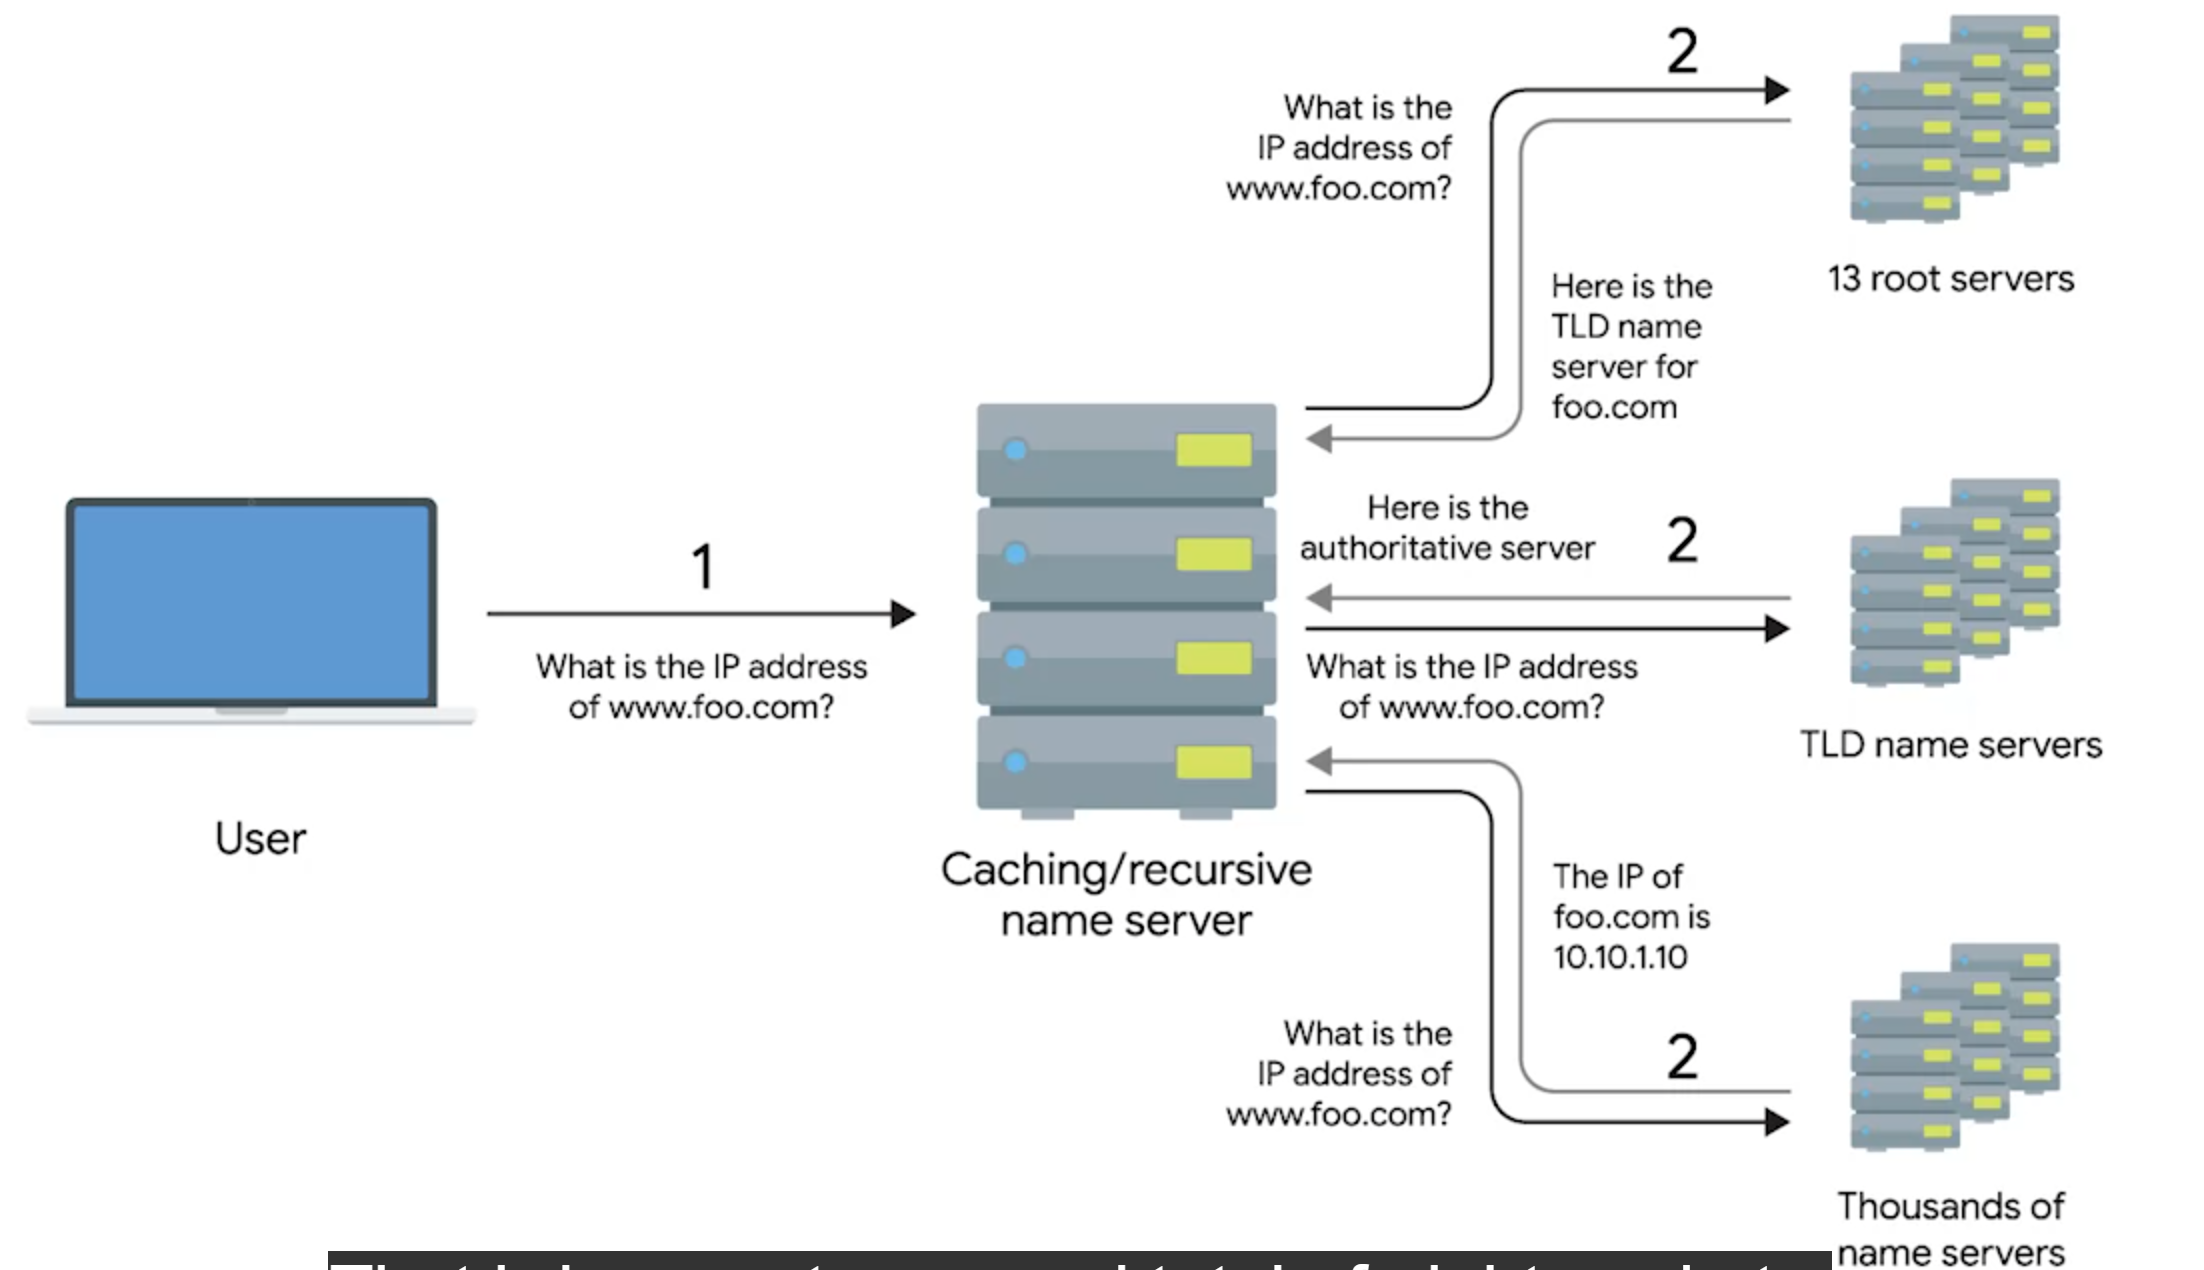 2
What is the
IP address of
www.foo.com?
13 root servers
Here is the
TLD name
server for
foo.com
Here is the
authoritative server
2
1
What is the IP address
of www.foo.com?
What is the IP address
of www.foo.com?
TLD name servers
User
Caching/recursive
name server
The IP of
foo.com is
10.10.1.10
What is the
IP address of
www.foo.com?
2
Thousands of
name servers